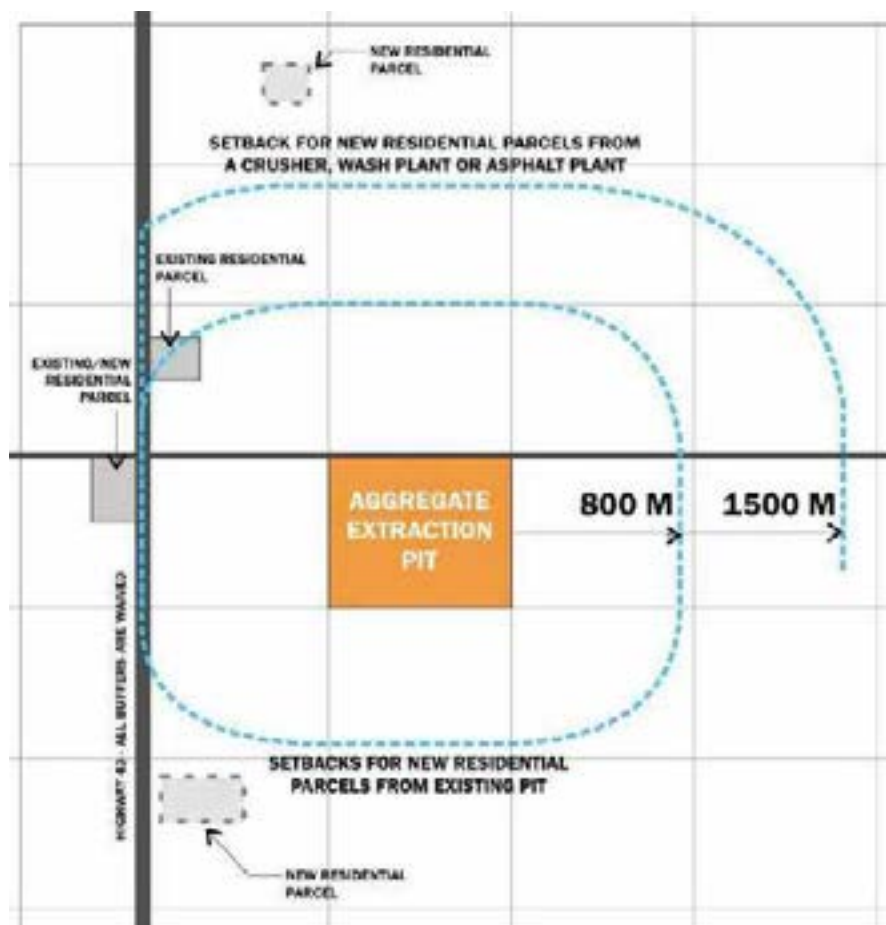 NEW RESIDENTIAL
PARCEL
SETBACK FOR NEW RESIDENTIAL PARCELS FROM
A CRUSHER, WASH PLANT OR ASPHALT PLANT
EXISTING RESIDENTIAL
PARCEL
EXISTING/NEW
RESIDENTIAL
PARCEL
AGGREGATE
EXTRACTION
PIT
800 M
1500 M
HIGHWAY - ALL BUFFERS ARE WAIVED
SETBACKS FOR NEW RESIDENTIAL
PARCELS FROM EXISTING PIT
NEW RESIDENTIAL
PARCEL